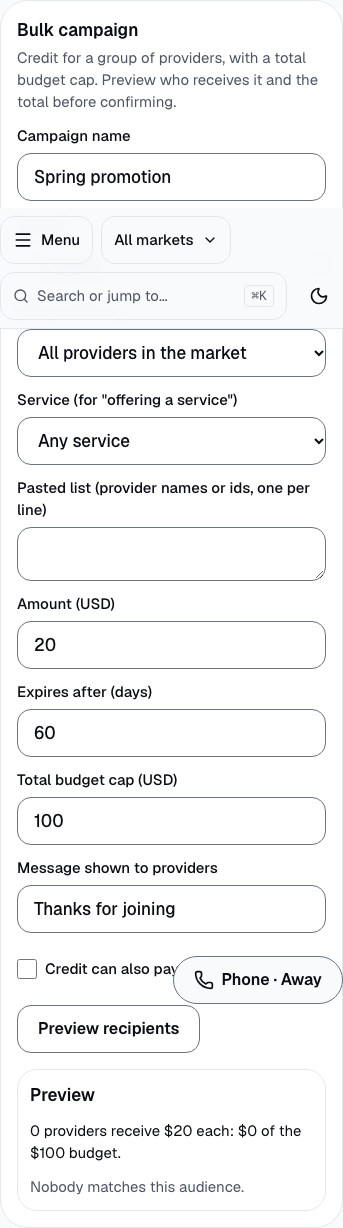 Bulk campaign
Credit for a group of providers, with a total
budget cap. Preview who receives it and the
total before confirming.
Campaign name
Spring promotion
Menu
All markets
Search or jump to...
⌘K
All providers in the market
Service (for "offering a service")
Any service
Pasted list (provider names or ids, one per
line)
Amount (USD)
20
Expires after (days)
60
Total budget cap (USD)
100
Message shown to providers
Thanks for joining
Credit can also pay
Phone · Away
Preview recipients
Preview
0 providers receive $20 each: $0 of the
$100 budget.
Nobody matches this audience.